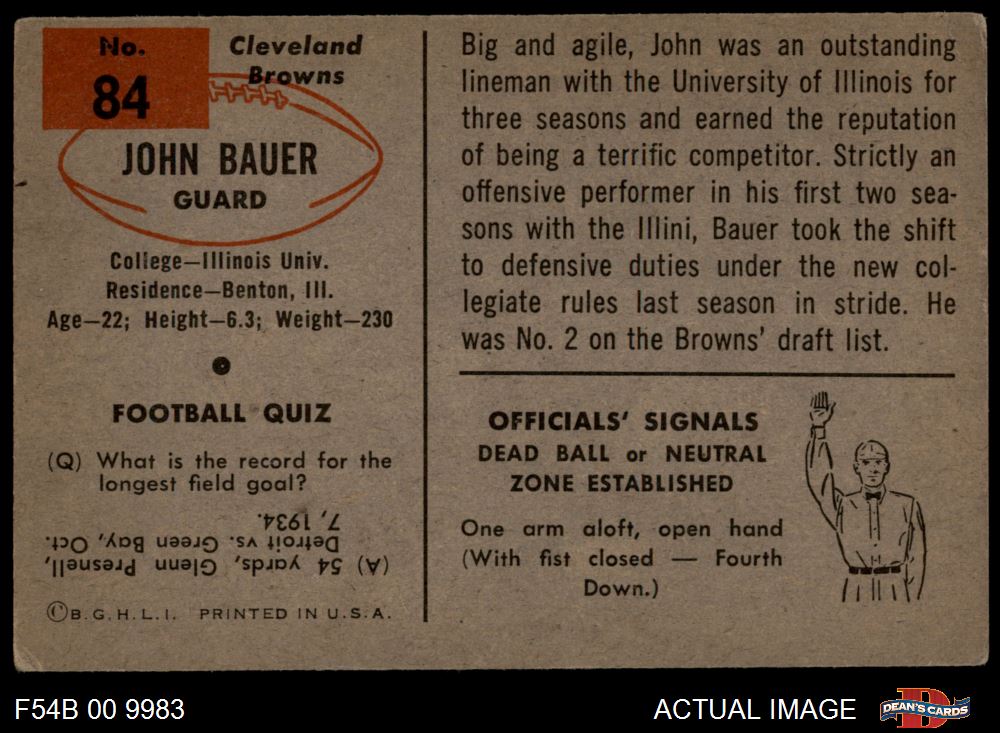 No.
84
Cleveland
Browns
JOHN BAUER
GUARD
College—Illinois Univ.
Residence—Benton, Ill.
Age—22; Height—6.3; Weight—230
FOOTBALL QUIZ
(Q) What is the record for the
longest field goal?
(A) 54 yards, Glenn Presnell,
Detroit vs. Green Bay, Oct.
7, 1934.
©B.G.H.L.I. PRINTED IN U.S.A.
Big and agile, John was an outstanding
lineman with the University of Illinois for
three seasons and earned the reputation
of being a terrific competitor. Strictly an
offensive performer in his first two sea-
sons with the Illini, Bauer took the shift
to defensive duties under the new col-
legiate rules last season in stride. He
was No. 2 on the Browns' draft list.
OFFICIALS' SIGNALS
DEAD BALL or NEUTRAL
ZONE ESTABLISHED
One arm aloft, open hand
(With fist closed — Fourth
Down.)
F54B 00 9983
ACTUAL IMAGE
DEAN'S CARDS